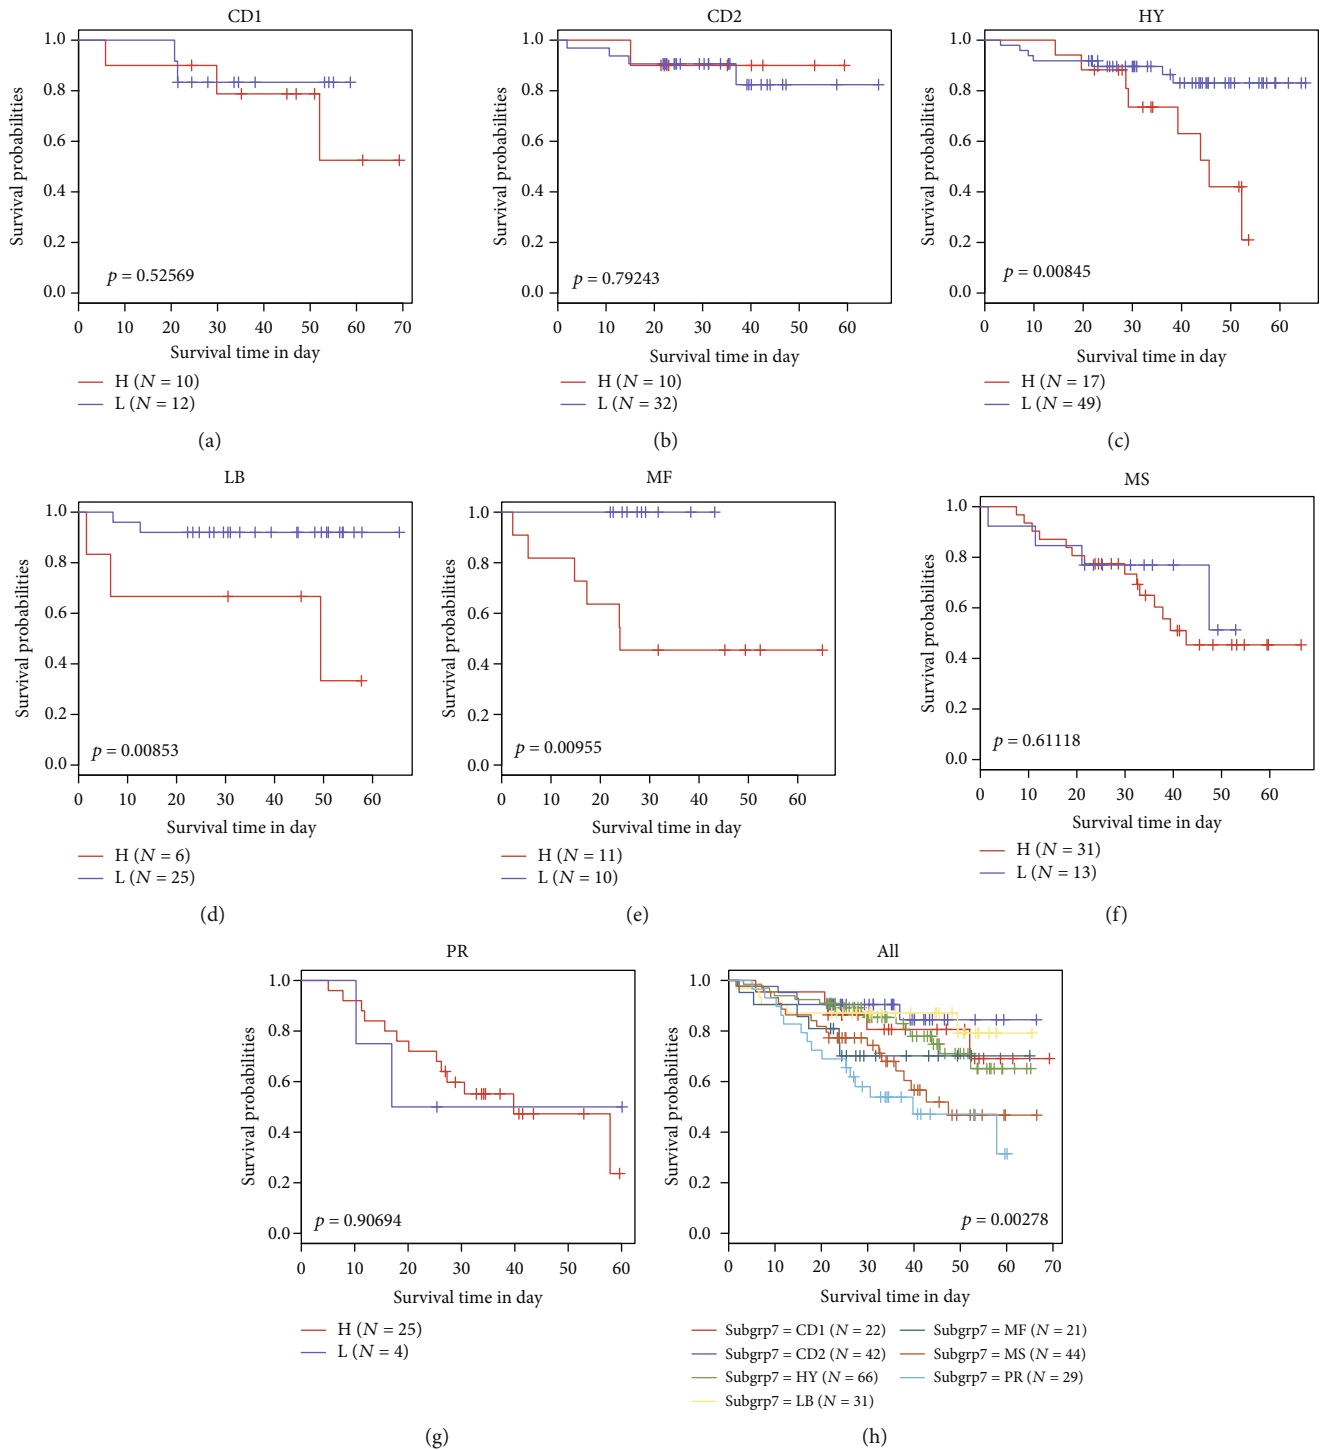 CD1
1.0
0.8
0.6
0.4
0.2
0.0
Survival probabilities
p = 0.52569
0 10 20 30 40 50 60 70
Survival time in day
H (N = 10)
L (N = 12)
(a)
CD2
1.0
0.8
0.6
0.4
0.2
0.0
Survival probabilities
p = 0.79243
0 10 20 30 40 50 60
Survival time in day
H (N = 10)
L (N = 32)
(b)
HY
1.0
0.8
0.6
0.4
0.2
0.0
Survival probabilities
p = 0.00845
0 10 20 30 40 50 60
Survival time in day
H (N = 17)
L (N = 49)
(c)
LB
1.0
0.8
0.6
0.4
0.2
0.0
Survival probabilities
p = 0.00853
0 10 20 30 40 50 60
Survival time in day
H (N = 6)
L (N = 25)
(d)
MF
1.0
0.8
0.6
0.4
0.2
0.0
Survival probabilities
p = 0.00955
0 10 20 30 40 50 60
Survival time in day
H (N = 11)
L (N = 10)
(e)
MS
1.0
0.8
0.6
0.4
0.2
0.0
Survival probabilities
p = 0.61118
0 10 20 30 40 50 60
Survival time in day
H (N = 31)
L (N = 13)
(f)
PR
1.0
0.8
0.6
0.4
0.2
0.0
Survival probabilities
p = 0.90694
0 10 20 30 40 50 60
Survival time in day
H (N = 25)
L (N = 4)
(g)
All
1.0
0.8
0.6
0.4
0.2
0.0
Survival probabilities
p = 0.00278
0 10 20 30 40 50 60 70
Survival time in day
Subgrp7 = CD1 (N = 22)
Subgrp7 = CD2 (N = 42)
Subgrp7 = HY (N = 66)
Subgrp7 = LB (N = 31)
Subgrp7 = MF (N = 21)
Subgrp7 = MS (N = 44)
Subgrp7 = PR (N = 29)
(h)